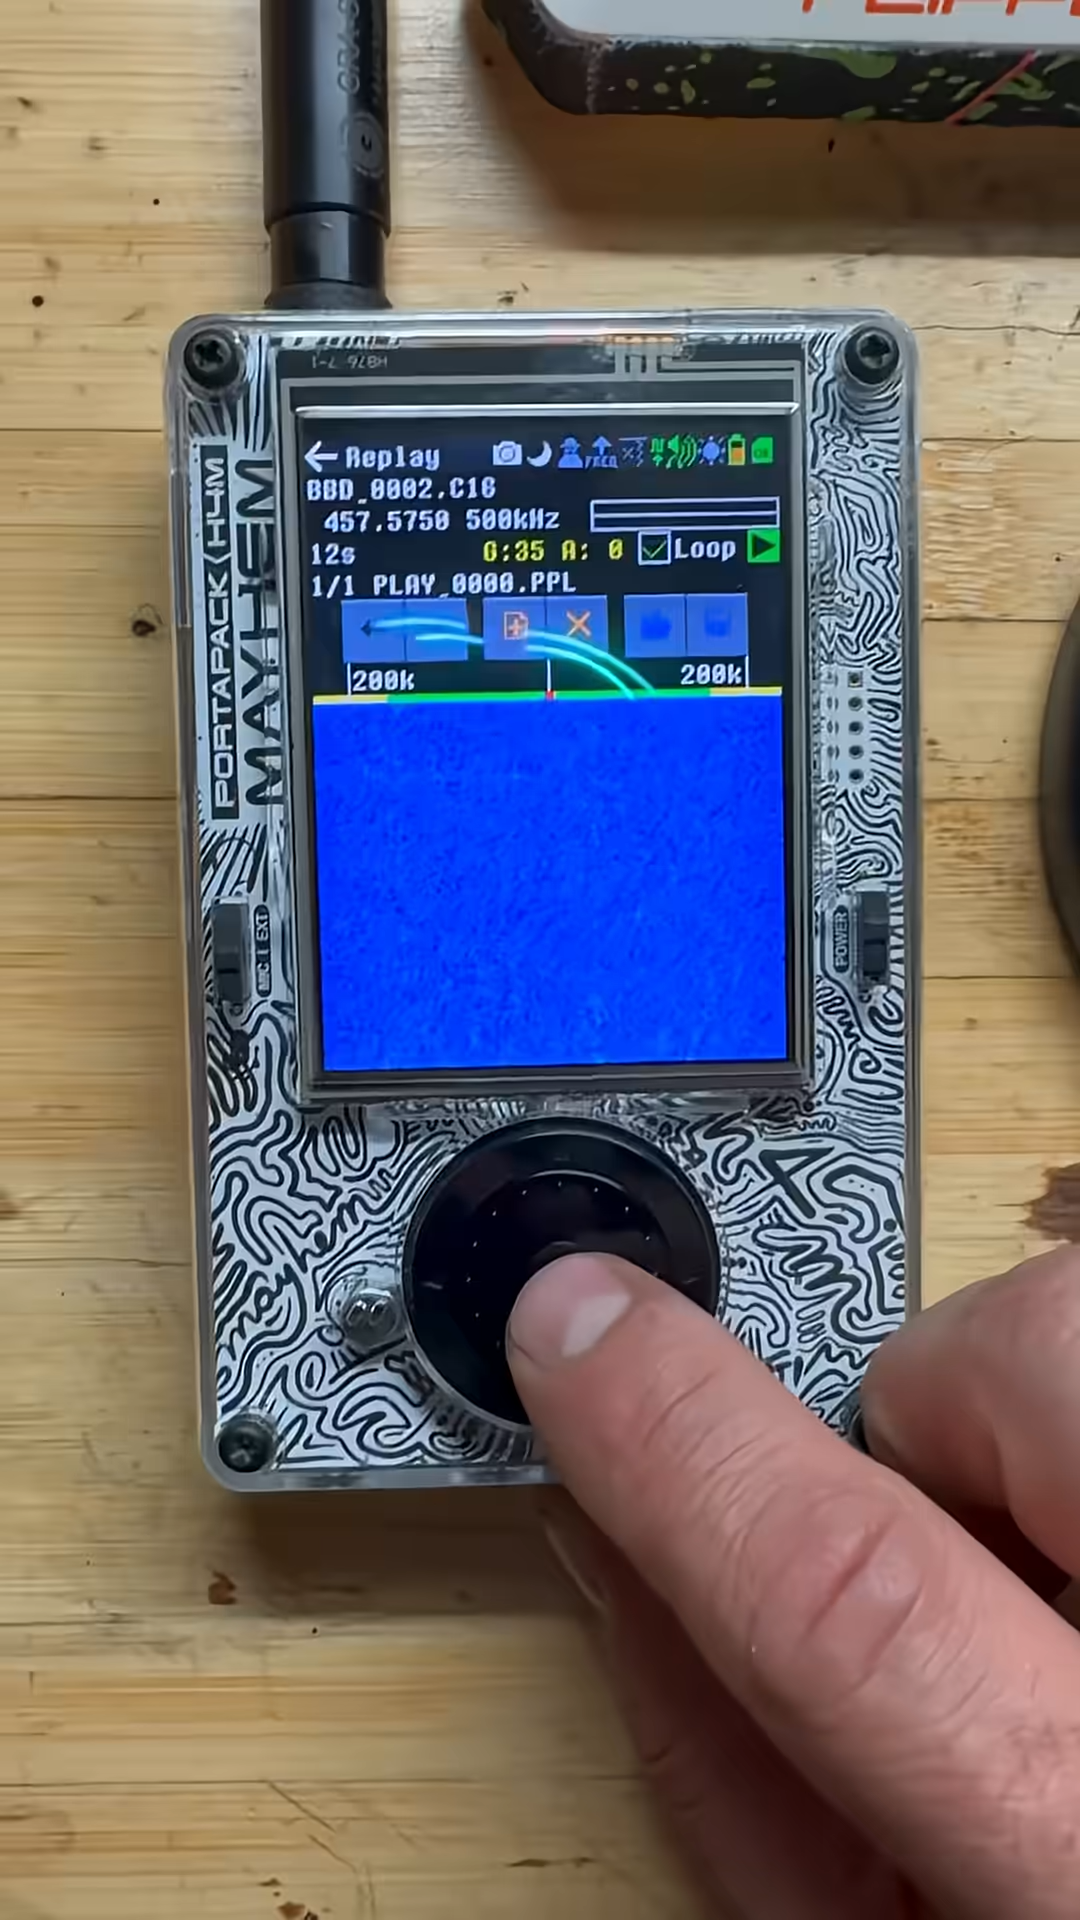 Replay
FREQ
BBD_0002.C16
457.5750 500kHz
12s G:35 A: 0 Loop
1/1 PLAY_0000.PPL
200k 200k
PORTAPACK H4M
MAYHEM
MIC EXT
POWER
mayhem